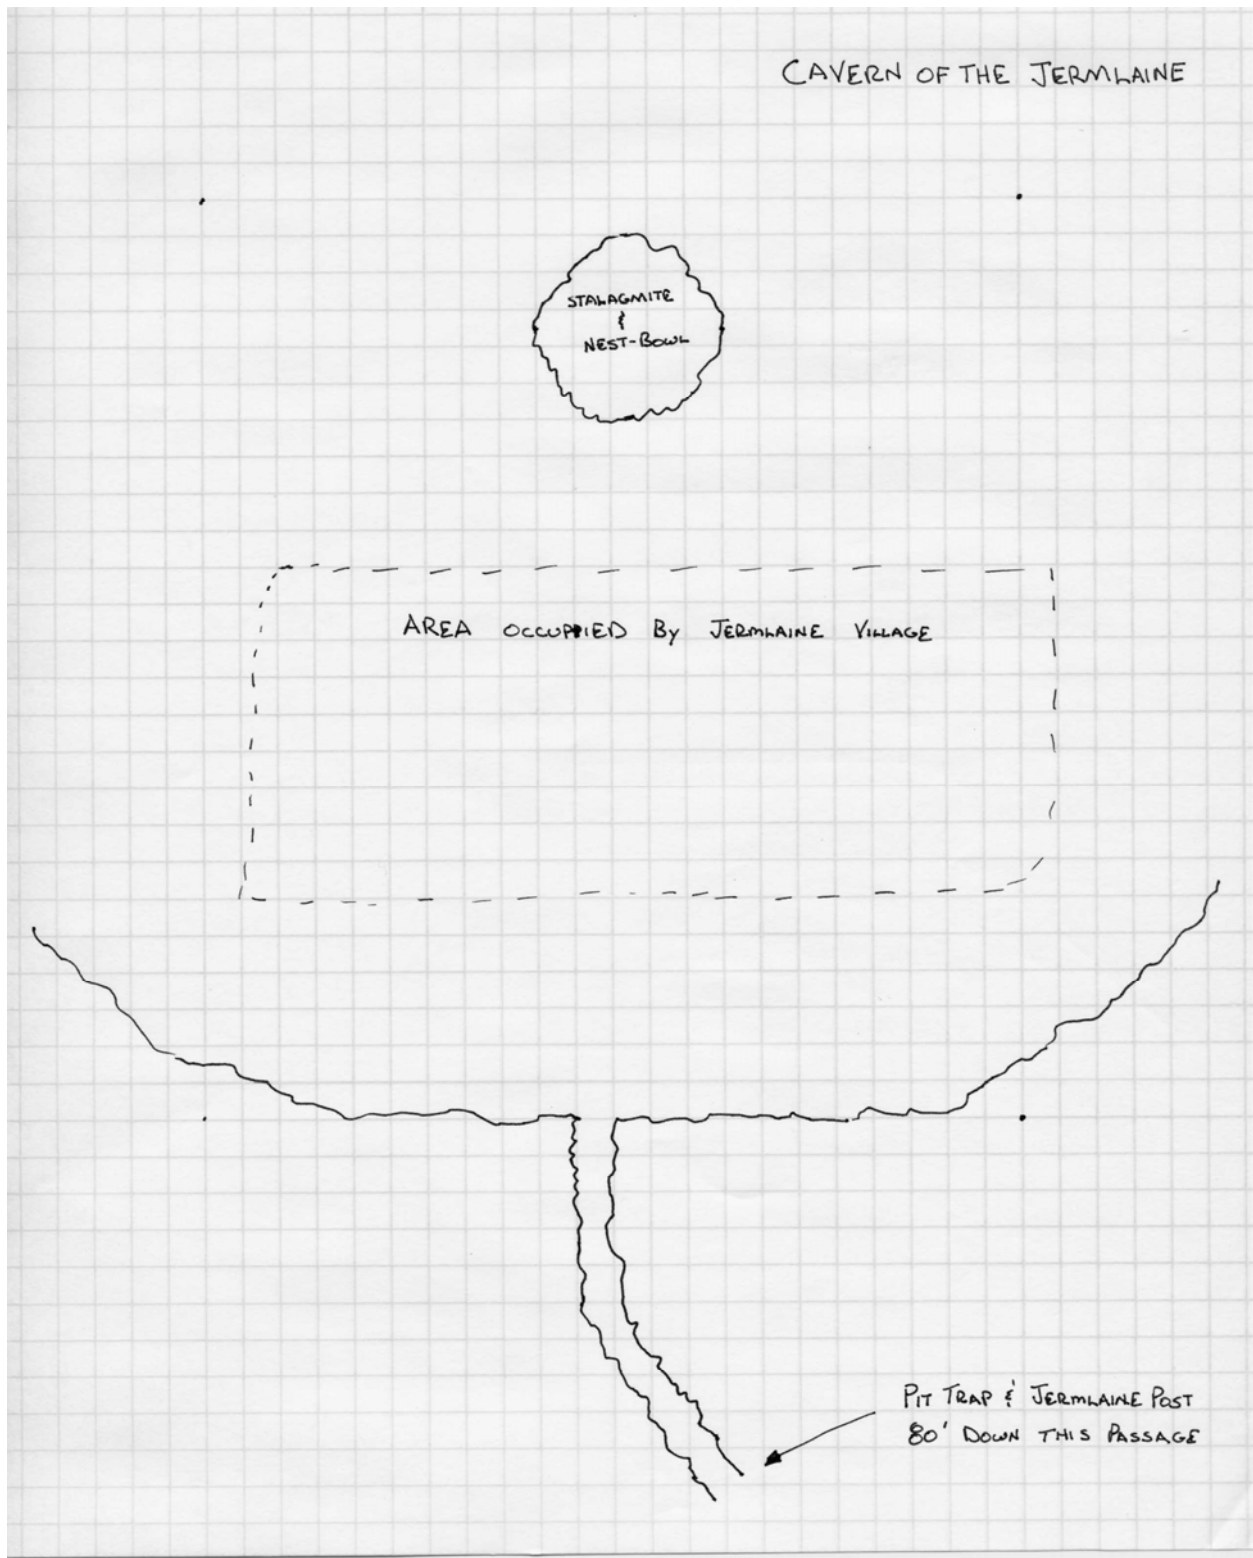 CAVERN OF THE JERMLAINE
STALAGMITE
&
NEST-BOWL
AREA OCCUPPIED By JERMLAINE VILLAGE
PIT TRAP & JERMLAINE POST
80' DOWN THIS PASSAGE